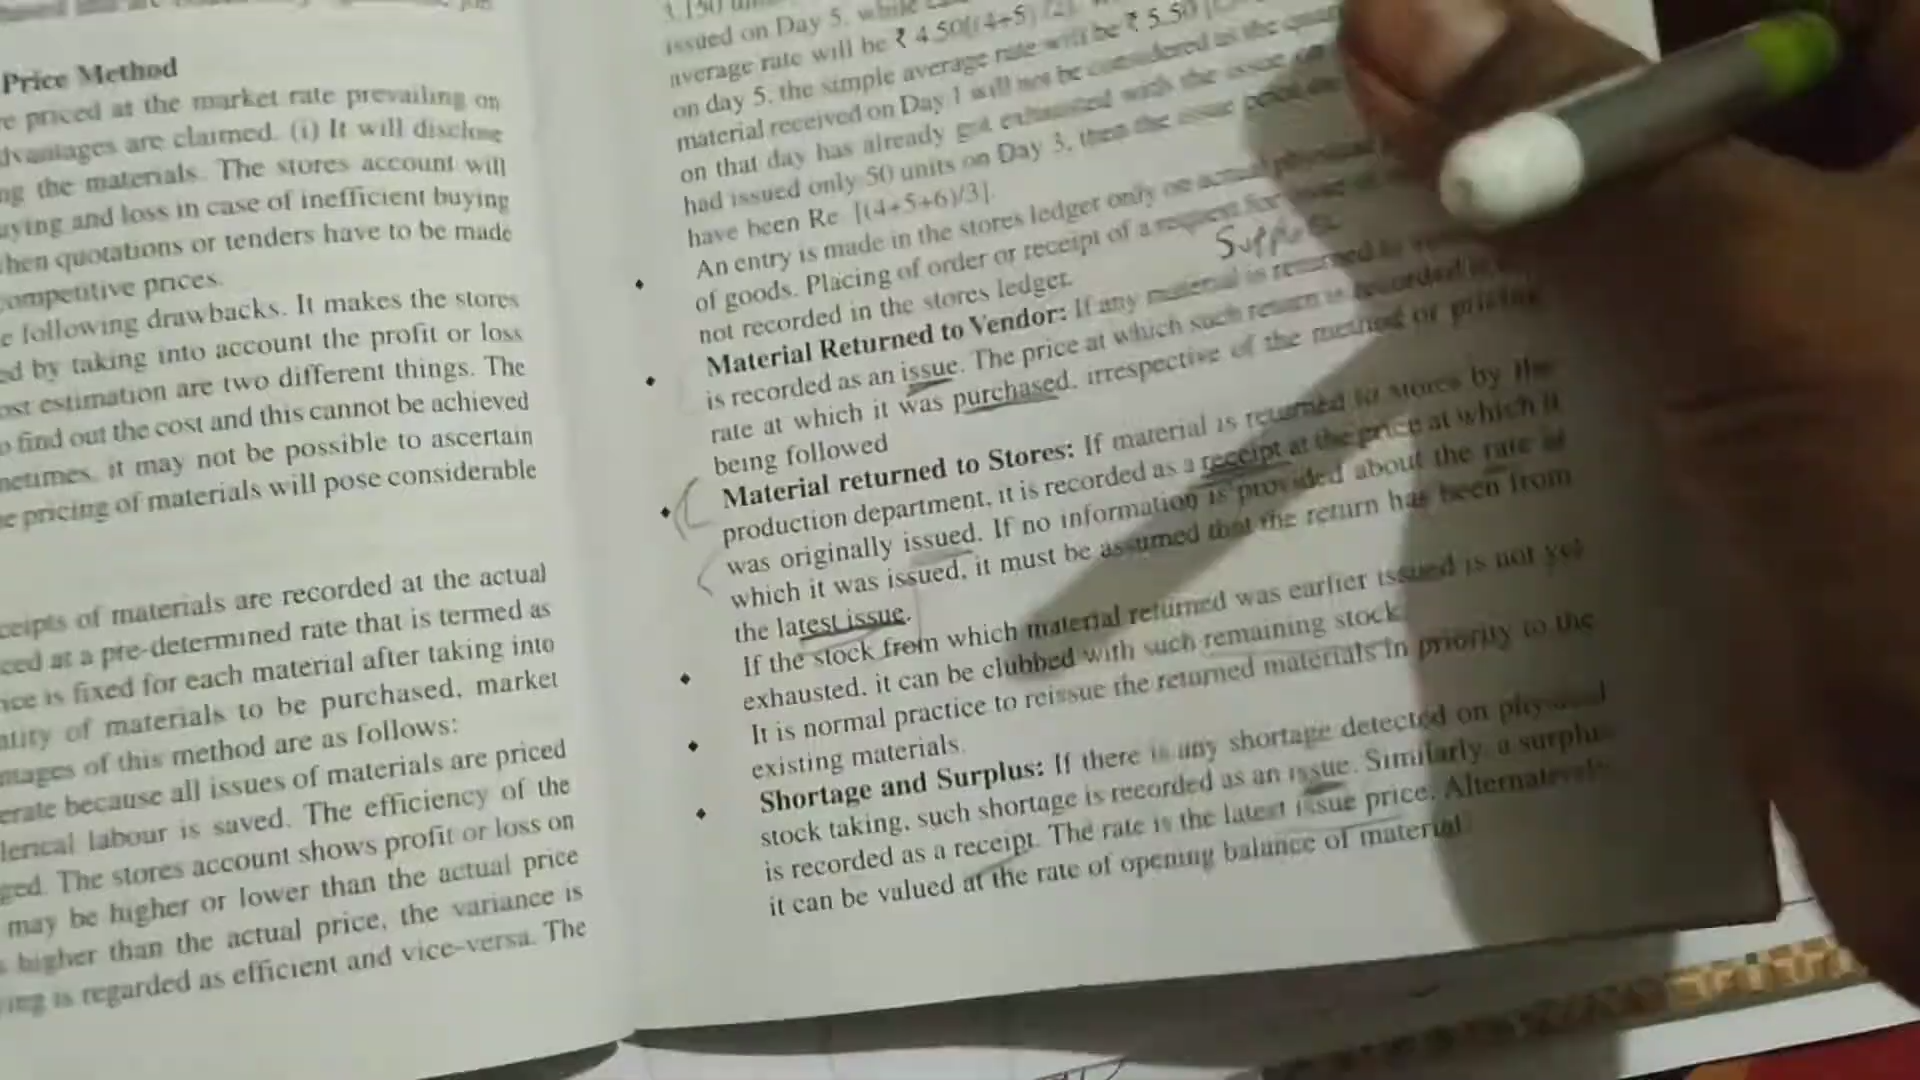 Price Method
priced at the market rate prevailing on
advantages are claimed. (i) It will disclose
the materials. The stores account will
and loss in case of inefficient buying
when quotations or tenders have to be made
competitive prices.
following drawbacks. It makes the stores
by taking into account the profit or loss
cost estimation are two different things. The
find out the cost and this cannot be achieved
it may not be possible to ascertain
pricing of materials will pose considerable
of materials are recorded at the actual
at a pre-determined rate that is termed as
is fixed for each material after taking into
of materials to be purchased, market
of this method are as follows:
because all issues of materials are priced
labour is saved. The efficiency of the
The stores account shows profit or loss on
may be higher or lower than the actual price
higher than the actual price, the variance is
is regarded as efficient and vice-versa. The
issued on Day 5, while
average rate will be ₹ 4.50[(4+5)/2].
on day 5, the simple average rate will be ₹ 5.50
material received on Day 1 will not be considered as the
on that day has already got exhausted with the issue on
had issued only 50 units on Day 3, then the issue
have been Re [(4+5+6)/3].
• An entry is made in the stores ledger only on actual physical
of goods. Placing of order or receipt of a request for issue of
not recorded in the stores ledger.
• Material Returned to Vendor: If any material is returned to
is recorded as an issue. The price at which such return is recorded is
rate at which it was purchased, irrespective of the method of pricing
being followed
• Material returned to Stores: If material is returned to stores by the
production department, it is recorded as a receipt at the price at which it
was originally issued. If no information is provided about the rate at
which it was issued, it must be assumed that the return has been from
the latest issue.
• If the stock from which material returned was earlier issued is not yet
exhausted, it can be clubbed with such remaining stock.
• It is normal practice to reissue the returned materials in priority to the
existing materials.
• Shortage and Surplus: If there is any shortage detected on physical
stock taking, such shortage is recorded as an issue. Similarly, a surplus
is recorded as a receipt. The rate is the latest issue price. Alternatively
it can be valued at the rate of opening balance of material.